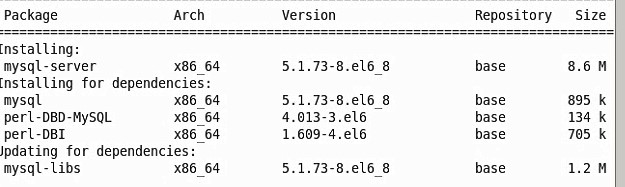 Package Arch Version Repository Size
================================================================================
Installing:
mysql-server x86_64 5.1.73-8.el6_8 base 8.6 M
Installing for dependencies:
mysql x86_64 5.1.73-8.el6_8 base 895 k
perl-DBD-MySQL x86_64 4.013-3.el6 base 134 k
perl-DBI x86_64 1.609-4.el6 base 705 k
Updating for dependencies:
mysql-libs x86_64 5.1.73-8.el6_8 base 1.2 M